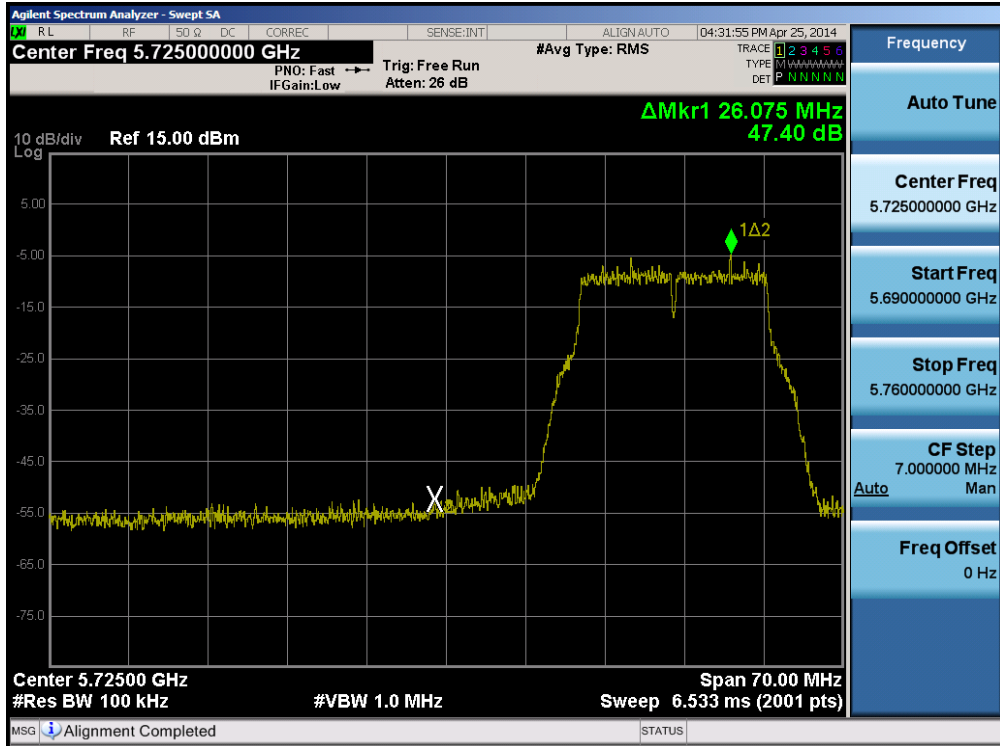 Agilent Spectrum Analyzer - Swept SA
LXI RL RF 50 Ω DC CORREC SENSE:INT ALIGN AUTO 04:31:55 PM Apr 25, 2014
Center Freq 5.725000000 GHz
PNO: Fast
IFGain:Low
Trig: Free Run
Atten: 26 dB
#Avg Type: RMS
TRACE 1 2 3 4 5 6
TYPE M WWWWW
DET P N N N N N
ΔMkr1 26.075 MHz
47.40 dB
10 dB/div Ref 15.00 dBm
Log
5.00
-5.00
-15.0
-25.0
-35.0
-45.0
-55.0
-65.0
-75.0
1Δ2
X
2
Center 5.72500 GHz
Span 70.00 MHz
#Res BW 100 kHz
#VBW 1.0 MHz
Sweep 6.533 ms (2001 pts)
MSG Alignment Completed STATUS
Frequency
Auto Tune
Center Freq
5.725000000 GHz
Start Freq
5.690000000 GHz
Stop Freq
5.760000000 GHz
CF Step
7.000000 MHz
Auto Man
Freq Offset
0 Hz